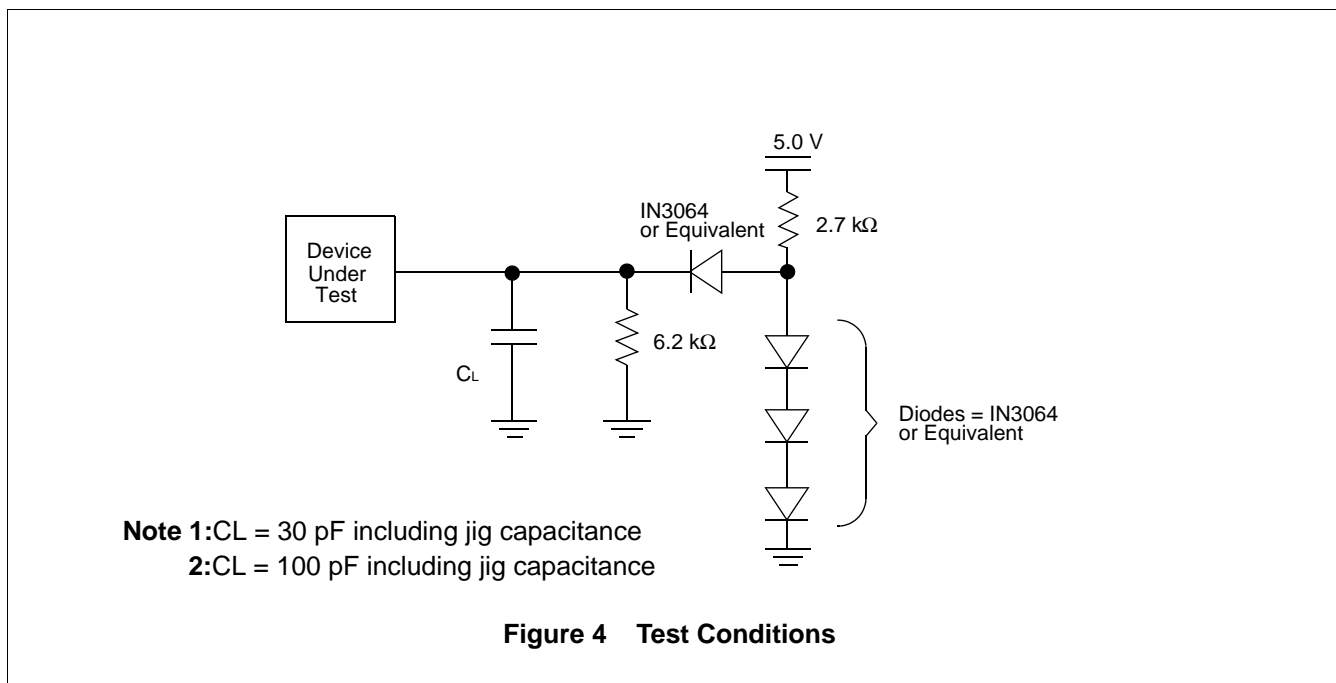 5.0 V
IN3064
or Equivalent
2.7 kΩ
Device
Under
Test
6.2 kΩ
CL
Diodes = IN3064
or Equivalent
Note 1:CL = 30 pF including jig capacitance
2:CL = 100 pF including jig capacitance
Figure 4 Test Conditions